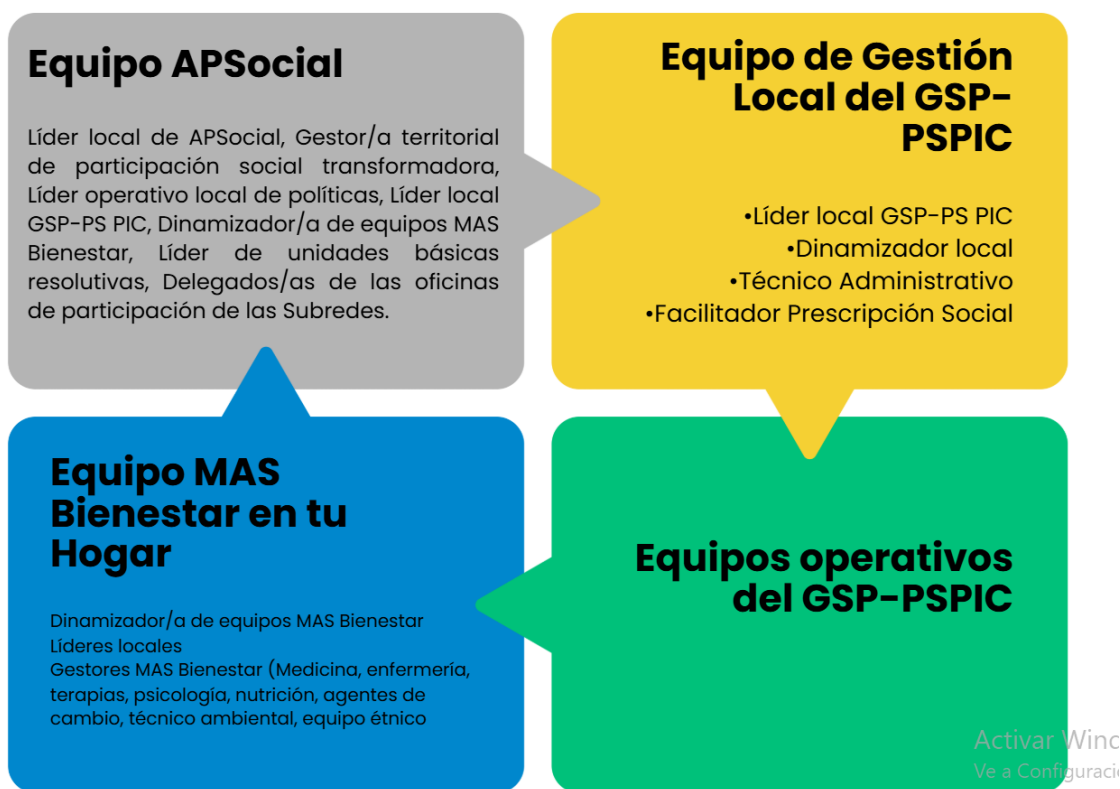 Equipo APSocial
Líder local de APSocial, Gestor/a territorial
de participación social transformadora,
Líder operativo local de políticas, Líder local
GSP-PS PIC, Dinamizador/a de equipos MAS
Bienestar, Líder de unidades básicas
resolutivas, Delegados/as de las oficinas
de participación de las Subredes.
Equipo de Gestión
Local del GSP-
PSPIC
•Líder local GSP-PS PIC
•Dinamizador local
•Técnico Administrativo
•Facilitador Prescripción Social
Equipo MAS
Bienestar en tu
Hogar
Dinamizador/a de equipos MAS Bienestar
Líderes locales
Gestores MAS Bienestar (Medicina, enfermería,
terapias, psicología, nutrición, agentes de
cambio, técnico ambiental, equipo étnico
Equipos operativos
del GSP-PSPIC
Activar Winc
Ve a Configuració